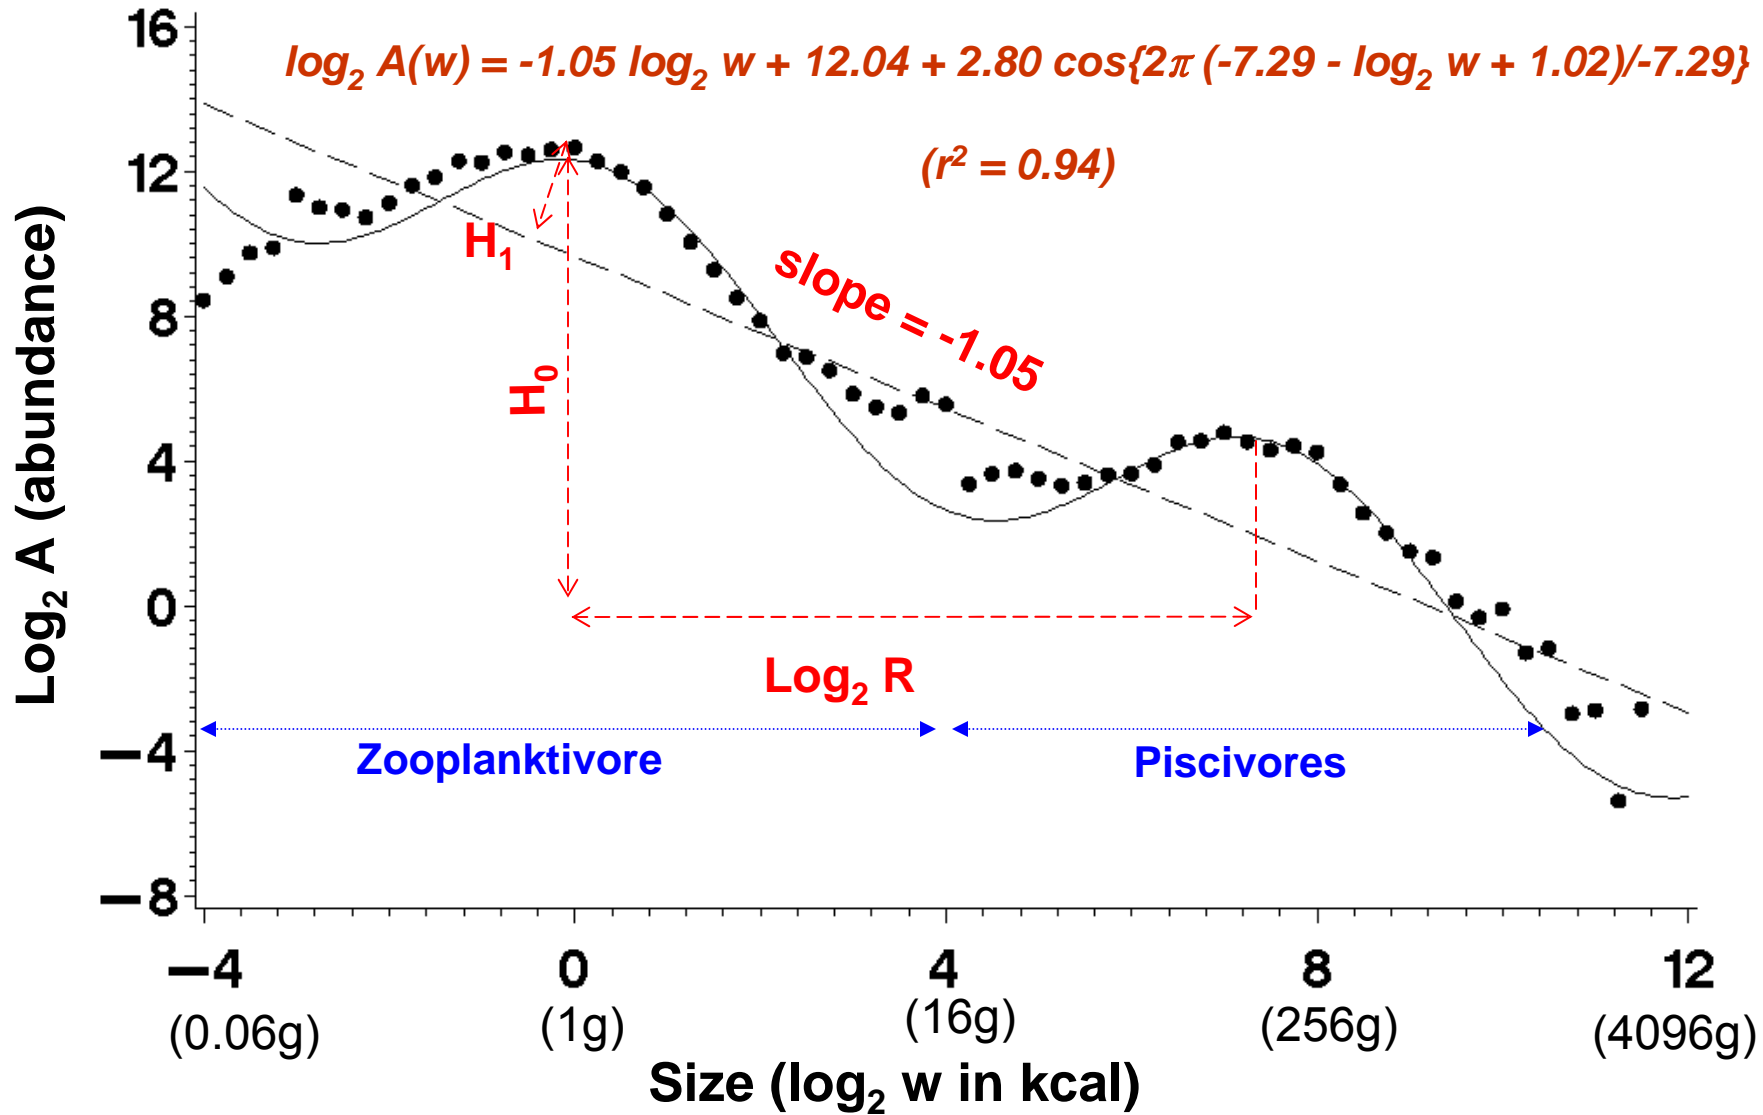 16
log₂ A(w) = -1.05 log₂ w + 12.04 + 2.80 cos{2π (-7.29 - log₂ w + 1.02)/-7.29}
(r² = 0.94)
12
H₁
slope = -1.05
8
H₀
4
0
Log₂ R
−4
Zooplanktivore
Piscivores
−8
Log₂ A (abundance)
−4 0 4 8 12
(0.06g) (1g) (16g) (256g) (4096g)
Size (log₂ w in kcal)